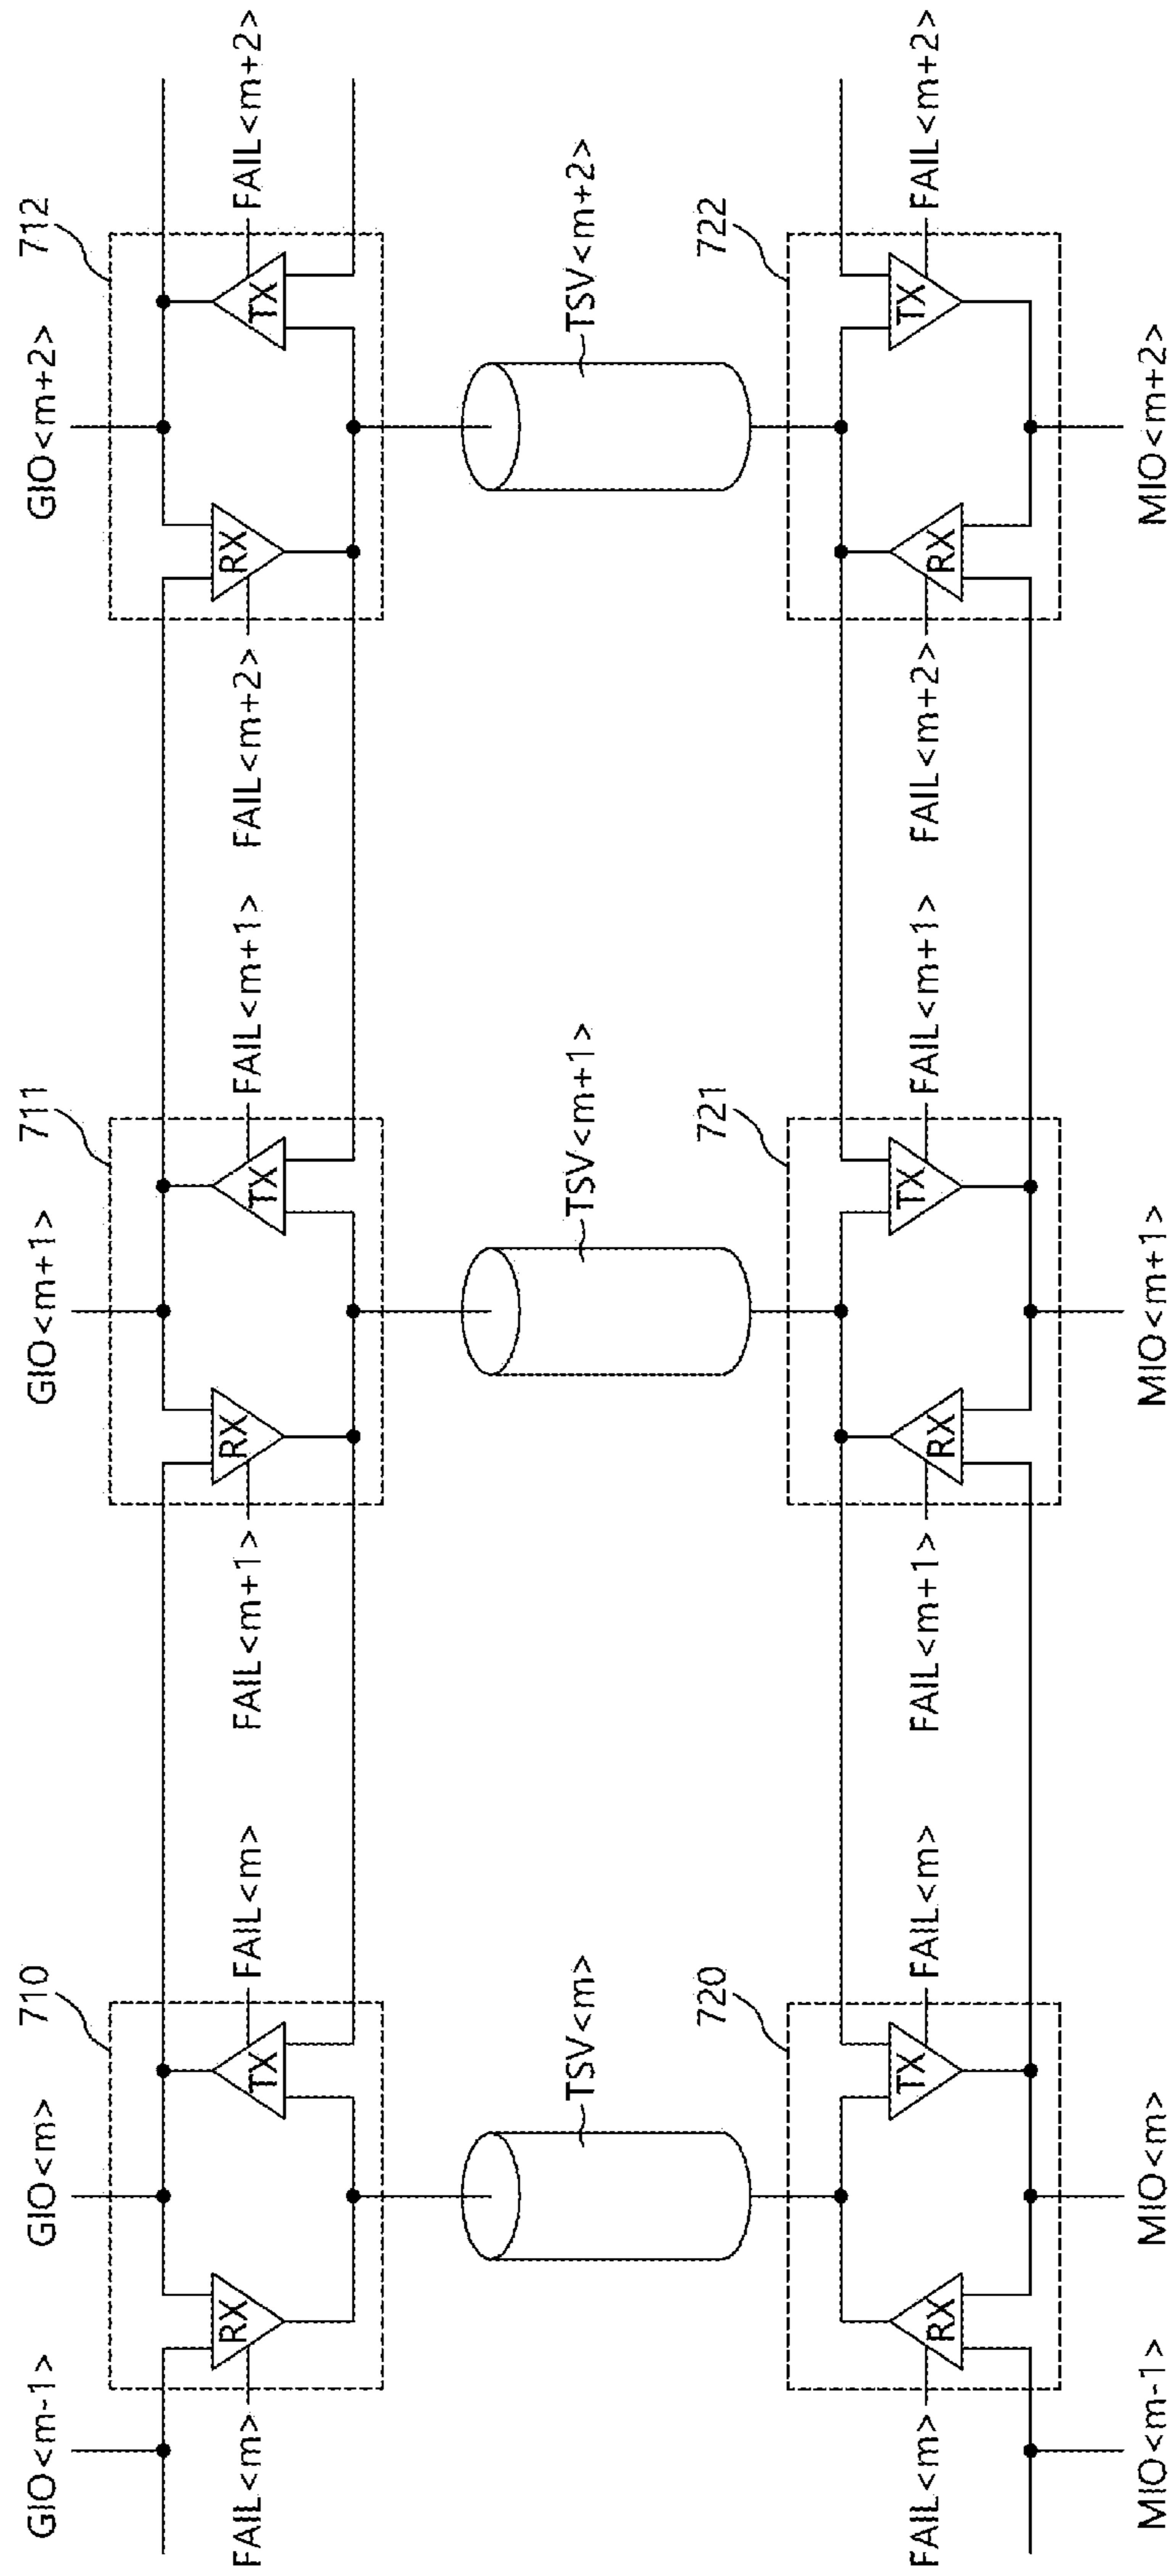 GIO<m-1>
GIO<m>
GIO<m+1>
GIO<m+2>
710
711
712
RX
TX
RX
TX
RX
TX
FAIL<m>
FAIL<m>
FAIL<m+1>
FAIL<m+1>
FAIL<m+2>
FAIL<m+2>
TSV<m>
TSV<m+1>
TSV<m+2>
720
721
722
RX
TX
RX
TX
RX
TX
FAIL<m>
FAIL<m>
FAIL<m+1>
FAIL<m+1>
FAIL<m+2>
FAIL<m+2>
MIO<m-1>
MIO<m>
MIO<m+1>
MIO<m+2>